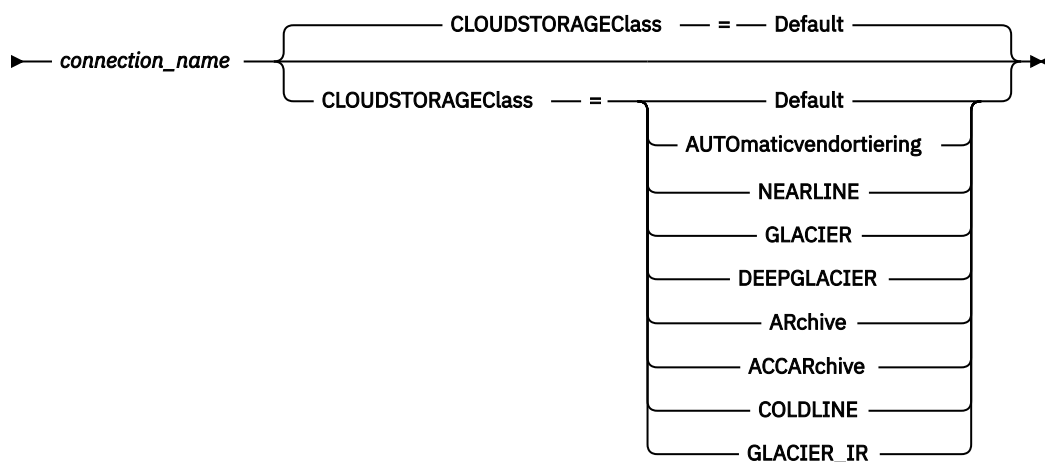 CLOUDSTORAGEClass = Default
connection_name
CLOUDSTORAGEClass = Default
AUTOmaticvendortiering
NEARLINE
GLACIER
DEEPGLACIER
ARchive
ACCARchive
COLDLINE
GLACIER_IR